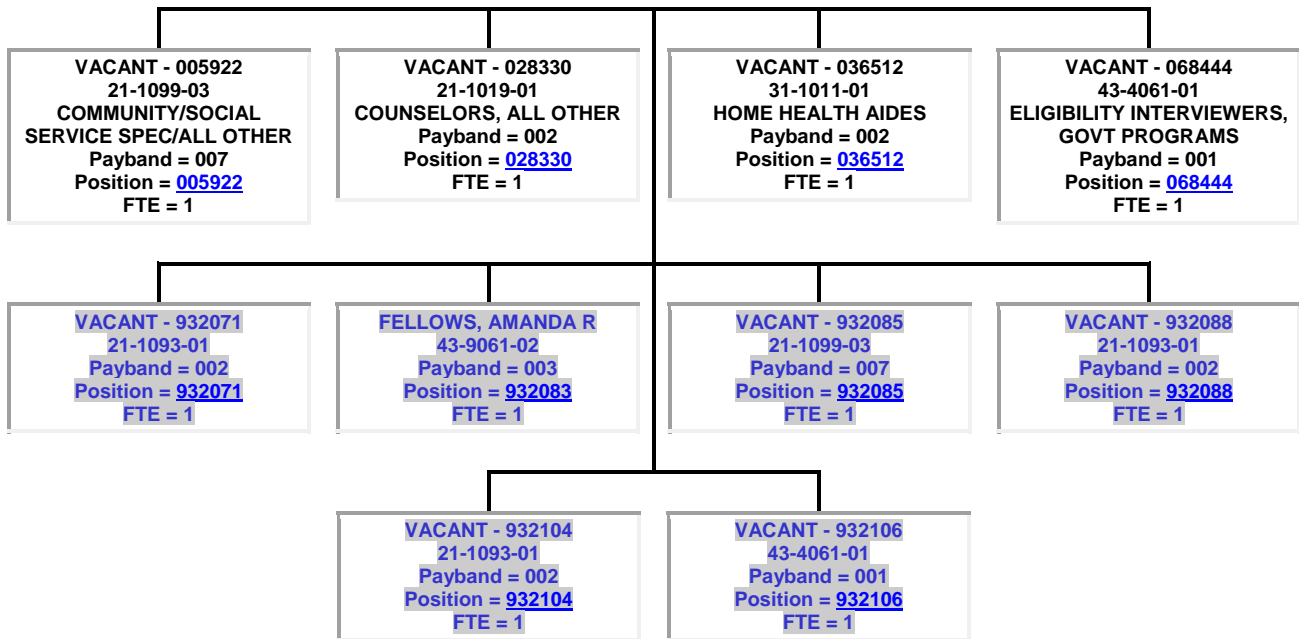 VACANT - 005922
21-1099-03
COMMUNITY/SOCIAL
SERVICE SPEC/ALL OTHER
Payband = 007
Position = 005922
FTE = 1
VACANT - 028330
21-1019-01
COUNSELORS, ALL OTHER
Payband = 002
Position = 028330
FTE = 1
VACANT - 036512
31-1011-01
HOME HEALTH AIDES
Payband = 002
Position = 036512
FTE = 1
VACANT - 068444
43-4061-01
ELIGIBILITY INTERVIEWERS,
GOVT PROGRAMS
Payband = 001
Position = 068444
FTE = 1
VACANT - 932071
21-1093-01
Payband = 002
Position = 932071
FTE = 1
FELLOWS, AMANDA R
43-9061-02
Payband = 003
Position = 932083
FTE = 1
VACANT - 932085
21-1099-03
Payband = 007
Position = 932085
FTE = 1
VACANT - 932088
21-1093-01
Payband = 002
Position = 932088
FTE = 1
VACANT - 932104
21-1093-01
Payband = 002
Position = 932104
FTE = 1
VACANT - 932106
43-4061-01
Payband = 001
Position = 932106
FTE = 1